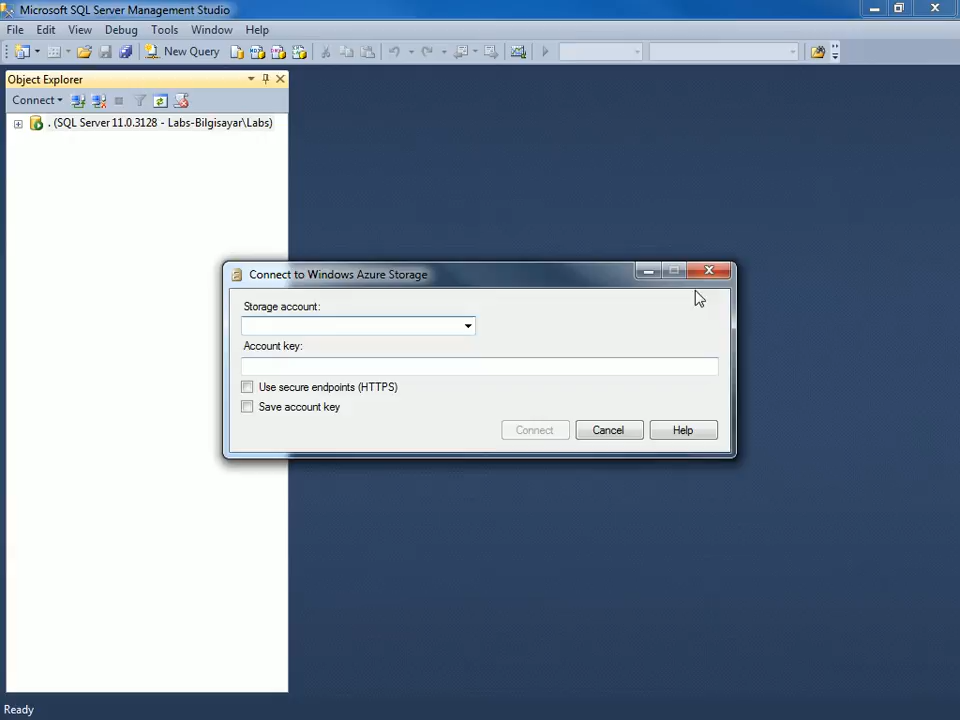 Microsoft SQL Server Management Studio
File Edit View Debug Tools Window Help
New Query
Object Explorer
Connect
. (SQL Server 11.0.3128 - Labs-Bilgisayar\Labs)
Connect to Windows Azure Storage
Storage account:
Account key:
Use secure endpoints (HTTPS)
Save account key
Connect Cancel Help
Ready